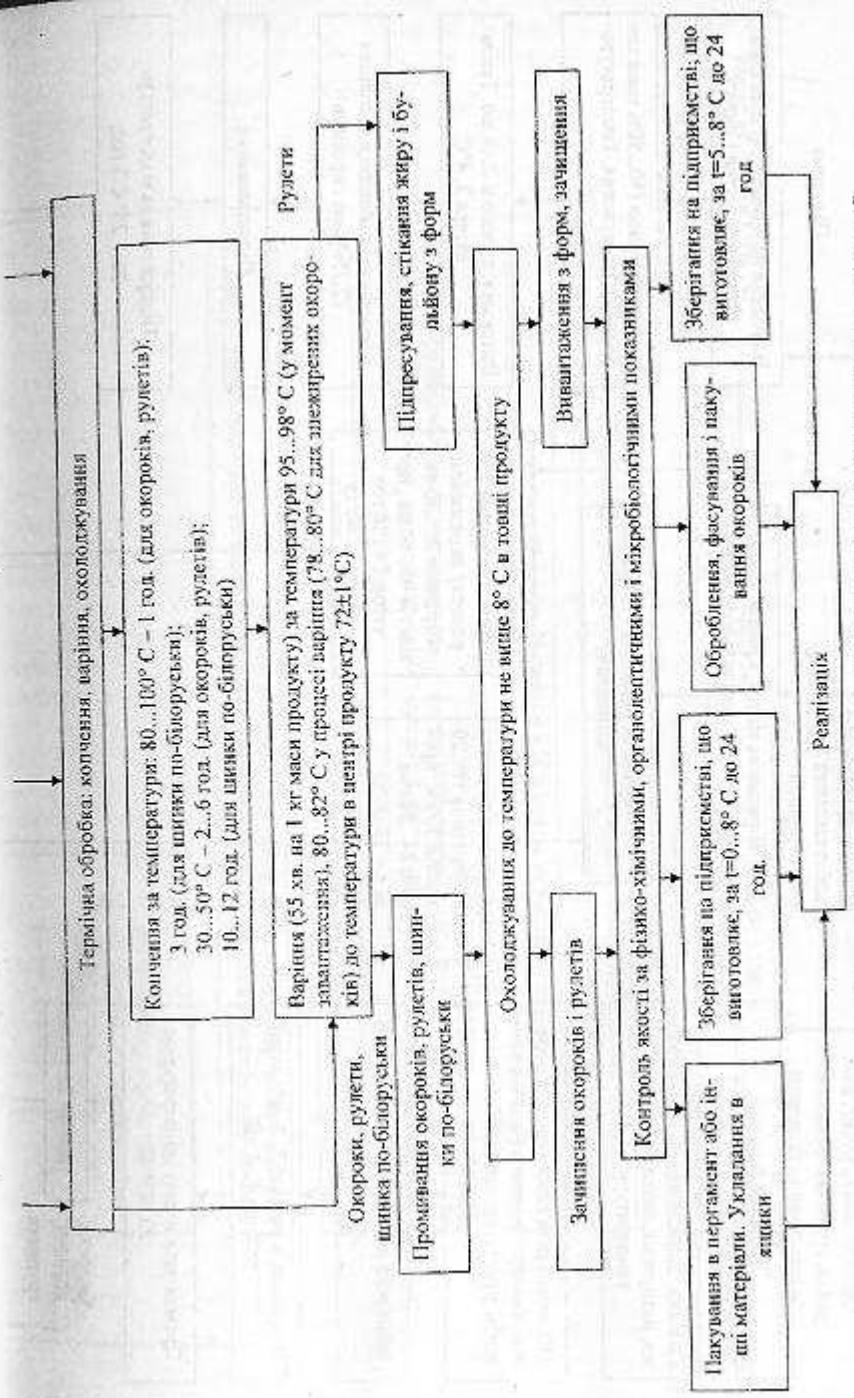 Термічна обробка: копчення, варіння, охолоджування
Копчення за температури: 80...100° С – 1 год. (для окороків, рулетів);
3 год. (для шинки по-білоруськи);
30...50° С – 2...6 год. (для окороків, рулетів);
10...12 год. (для шинки по-білоруськи)
Варіння (55 хв. на 1 кг маси продукту) за температури 95...98° С (у момент
завантаження), 80...82° С у процесі варіння (78...80° С для знежирених окоро-
ків) до температури в центрі продукту 72±1°С)
Окороки, рулети,
шинка по-білоруськи
Рулети
Промивання окороків, рулетів, шин-
ки по-білоруськи
Підпресування, стікання жиру і бу-
льйону з форм
Охолоджування до температури не вище 8° С в товщі продукту
Зачищення окороків і рулетів
Вивантаження з форм, зачищення
Контроль якості за фізико-хімічними, органолептичними і мікробіологічними показниками
Пакування в пергамент або ін-
ші матеріали. Укладання в
ящики
Зберігання на підприємстві, що
виготовляє, за t=0...8° С до 24
год.
Оброблення, фасування і паку-
вання окороків
Зберігання на підприємстві; що
виготовляє, за t=5...8° С до 24
год
Реалізація